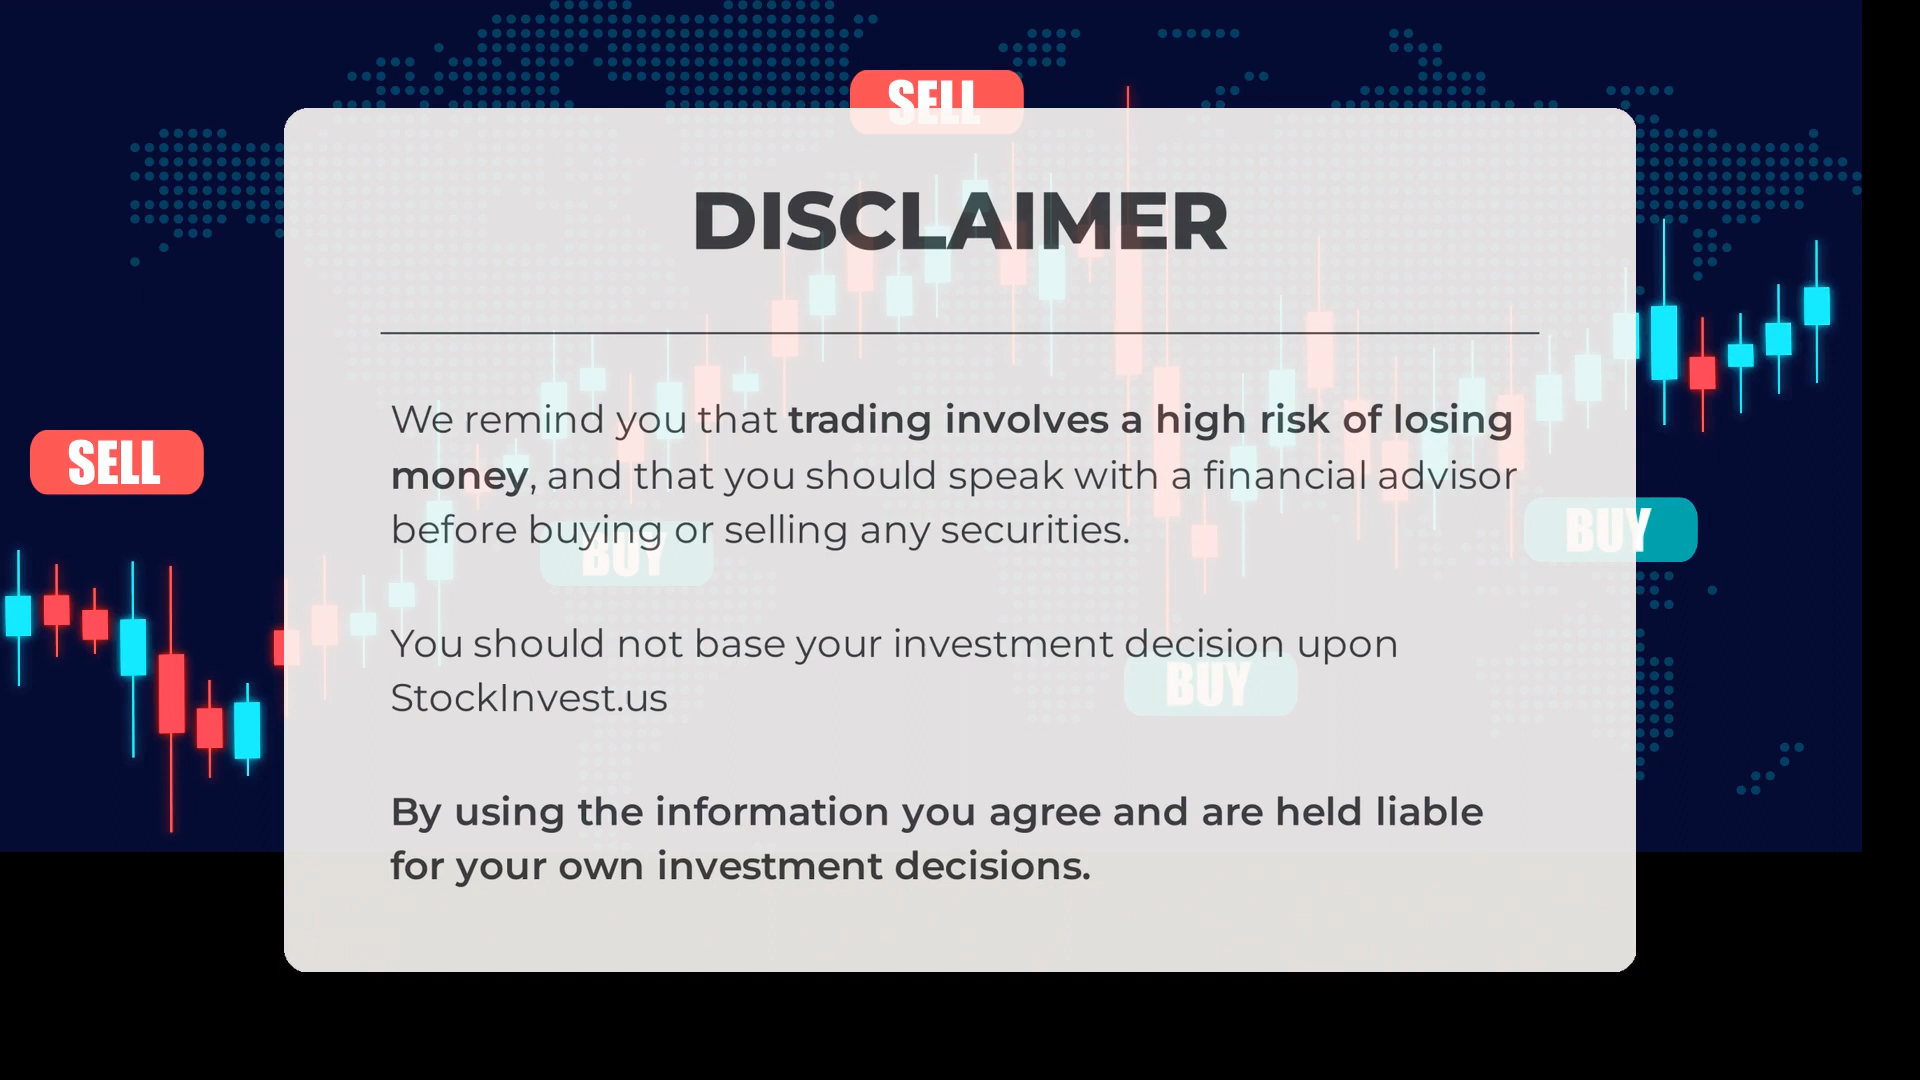 SELL
DISCLAIMER
We remind you that trading involves a high risk of losing
money, and that you should speak with a financial advisor
before buying or selling any securities.
SELL
BUY
BUY
You should not base your investment decision upon
StockInvest.us
BUY
By using the information you agree and are held liable
for your own investment decisions.